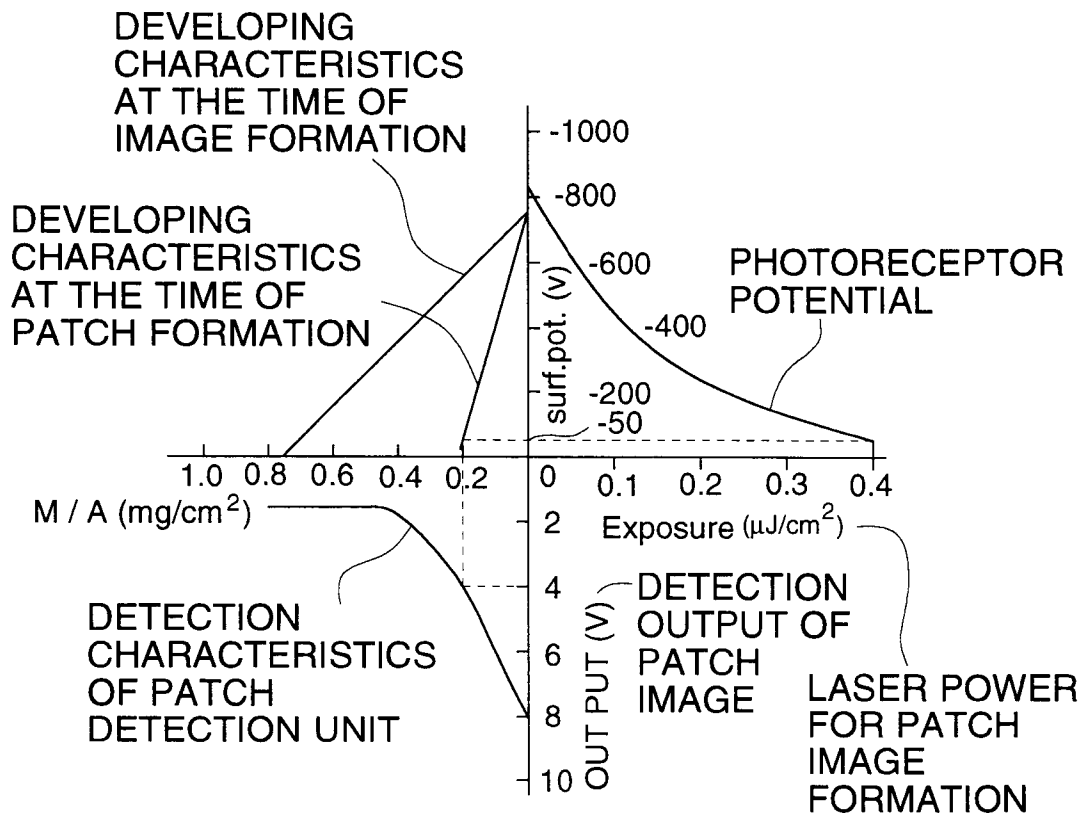 DEVELOPING
CHARACTERISTICS
AT THE TIME OF
IMAGE FORMATION
DEVELOPING
CHARACTERISTICS
AT THE TIME OF
PATCH FORMATION
-1000
-800
-600
-400
-200
-50
surf.pot. (v)
PHOTORECEPTOR
POTENTIAL
1.0 0.8 0.6 0.4 0.2 0 0.1 0.2 0.3 0.4
M / A (mg/cm²)
Exposure (μJ/cm²)
2
4
6
8
10
OUT PUT (V)
DETECTION
CHARACTERISTICS
OF PATCH
DETECTION UNIT
DETECTION
OUTPUT OF
PATCH
IMAGE
LASER POWER
FOR PATCH
IMAGE
FORMATION